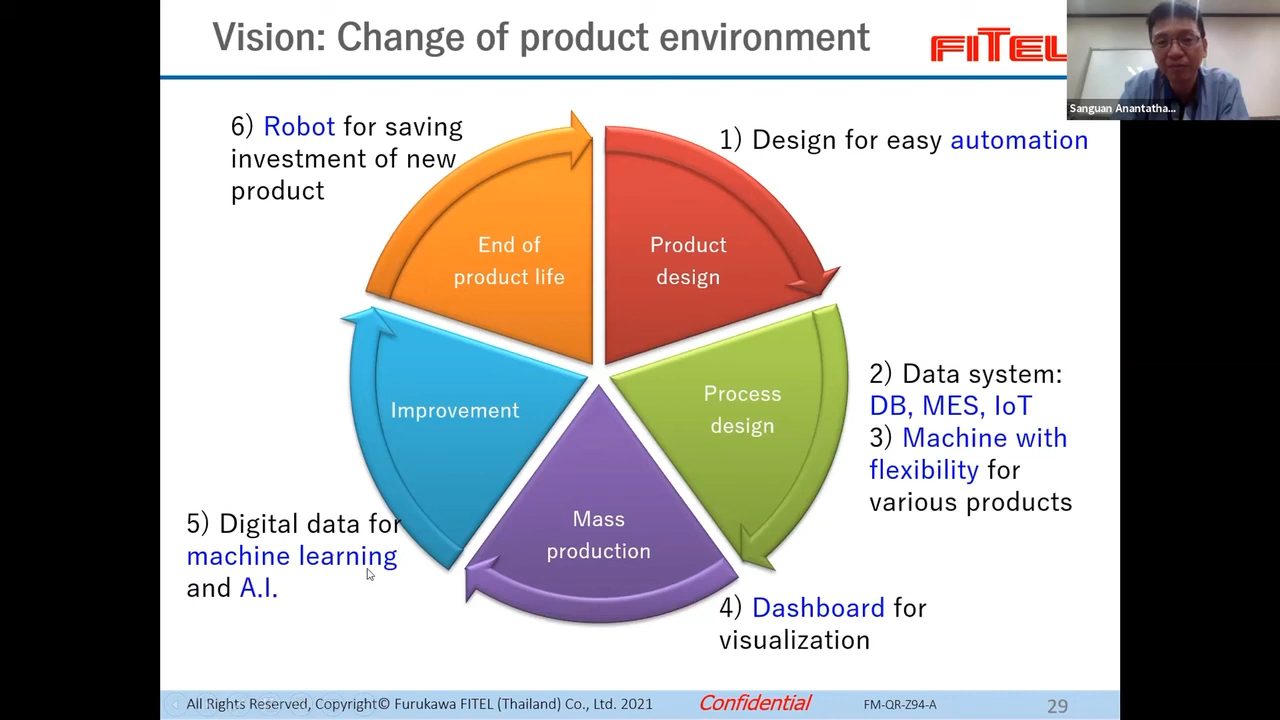 Vision: Change of product environment
FITEL
Sanguan Anantatha...
6) Robot for saving
investment of new
product
1) Design for easy automation
End of
product life
Product
design
Improvement
Process
design
2) Data system:
DB, MES, IoT
3) Machine with
flexibility for
various products
Mass
production
5) Digital data for
machine learning
and A.I.
4) Dashboard for
visualization
All Rights Reserved, Copyright© Furukawa FITEL (Thailand) Co., Ltd. 2021
Confidential
FM-QR-Z94-A
29